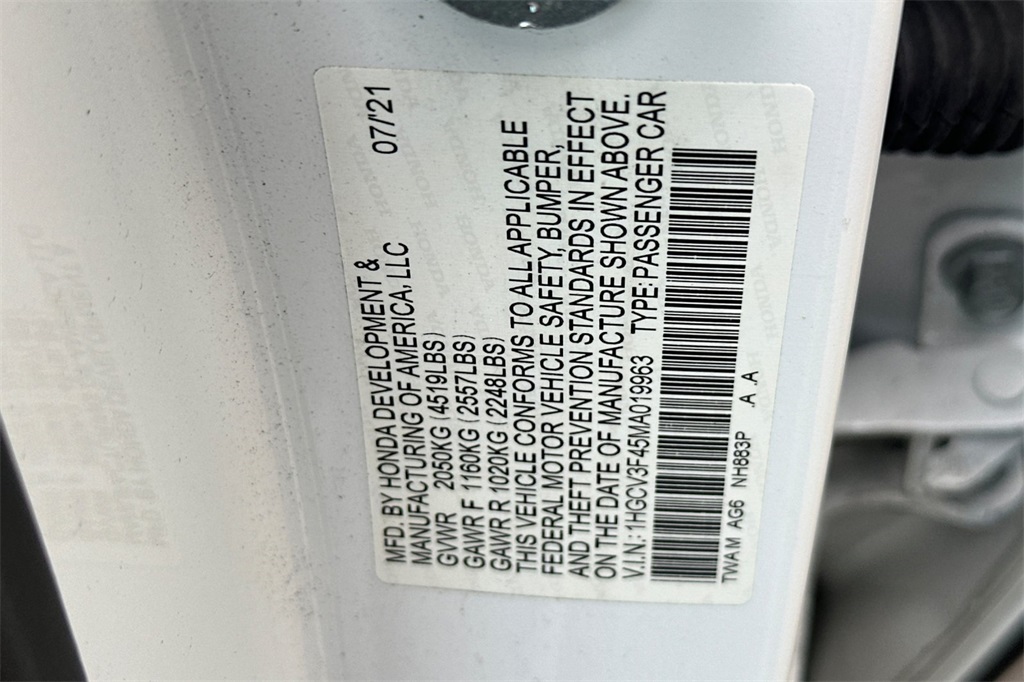 MFD. BY HONDA DEVELOPMENT &
MANUFACTURING OF AMERICA, LLC 07/'21
GVWR 2050KG (4519LBS)
GAWR F 1160KG (2557LBS)
GAWR R 1020KG (2248LBS)
THIS VEHICLE CONFORMS TO ALL APPLICABLE
FEDERAL MOTOR VEHICLE SAFETY, BUMPER,
AND THEFT PREVENTION STANDARDS IN EFFECT
ON THE DATE OF MANUFACTURE SHOWN ABOVE.
V.I.N.: 1HGCV3F45MA019963 TYPE: PASSENGER CAR
TWAM AG6 NH883P .A .A